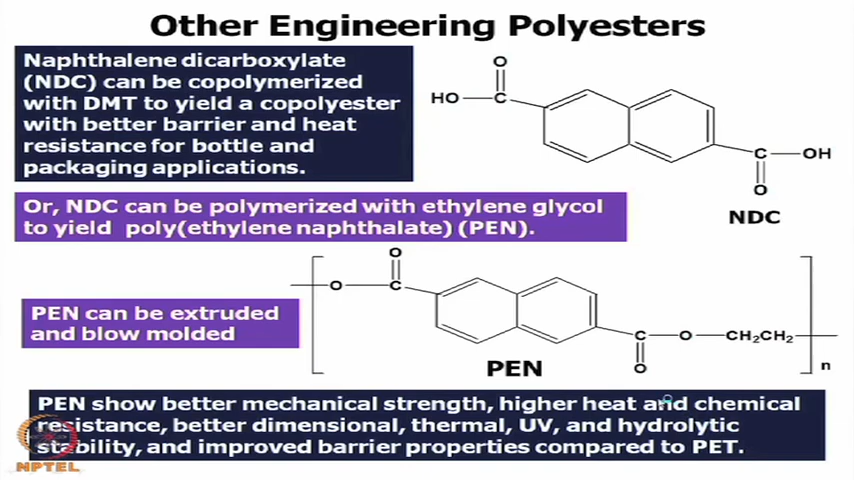 Other Engineering Polyesters
Naphthalene dicarboxylate
(NDC) can be copolymerized
with DMT to yield a copolyester
with better barrier and heat
resistance for bottle and
packaging applications.
O
HO C
C OH
O
NDC
Or, NDC can be polymerized with ethylene glycol
to yield poly(ethylene naphthalate) (PEN).
O
O C
PEN can be extruded
and blow molded
C O CH2CH2
O
n
PEN
PEN show better mechanical strength, higher heat and chemical
resistance, better dimensional, thermal, UV, and hydrolytic
stability, and improved barrier properties compared to PET.
NPTEL